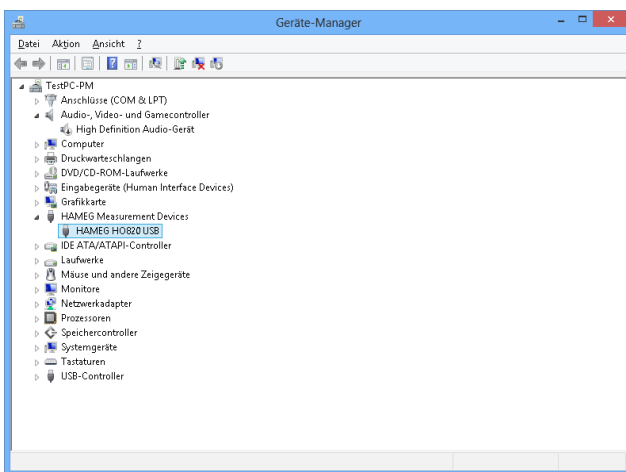 Geräte-Manager
Datei Aktion Ansicht ?
TestPC-PM
Anschlüsse (COM & LPT)
Audio-, Video- und Gamecontroller
High Definition Audio-Gerät
Computer
Druckwarteschlangen
DVD/CD-ROM-Laufwerke
Eingabegeräte (Human Interface Devices)
Grafikkarte
HAMEG Measurement Devices
HAMEG HO820 USB
IDE ATA/ATAPI-Controller
Laufwerke
Mäuse und andere Zeigegeräte
Monitore
Netzwerkadapter
Prozessoren
Speichercontroller
Systemgeräte
Tastaturen
USB-Controller